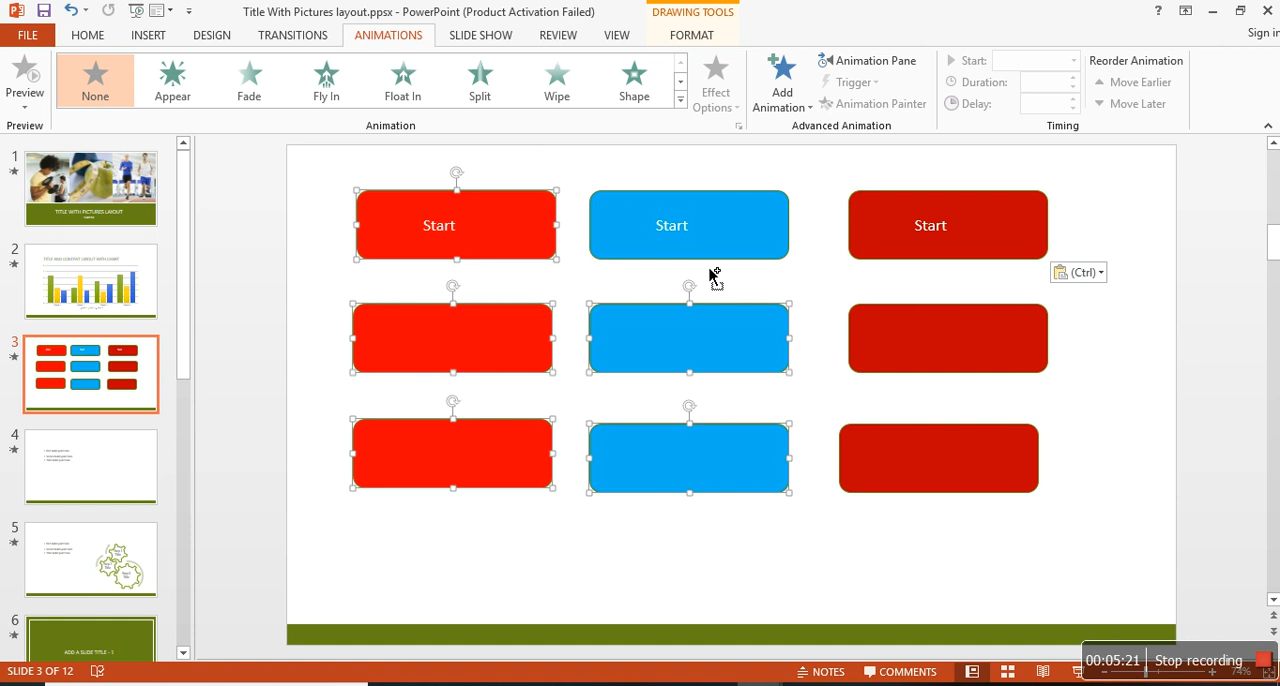 Title With Pictures layout.ppsx - PowerPoint (Product Activation Failed)
DRAWING TOOLS
?
FILE HOME INSERT DESIGN TRANSITIONS ANIMATIONS SLIDE SHOW REVIEW VIEW FORMAT
Sign in
Preview
None
Appear
Fade
Fly In
Float In
Split
Wipe
Shape
Effect
Options
Add
Animation
Animation Pane
Trigger
Animation Painter
Start:
Duration:
Delay:
Reorder Animation
Move Earlier
Move Later
Preview
Animation
Advanced Animation
Timing
1
TITLE WITH PICTURES LAYOUT
2
TITLE AND CONTENT LAYOUT WITH CHART
3
4
5
6
ADD A SLIDE TITLE - 1
Start
Start
Start
(Ctrl)
00:05:21
Stop recording
SLIDE 3 OF 12
NOTES
COMMENTS
74%